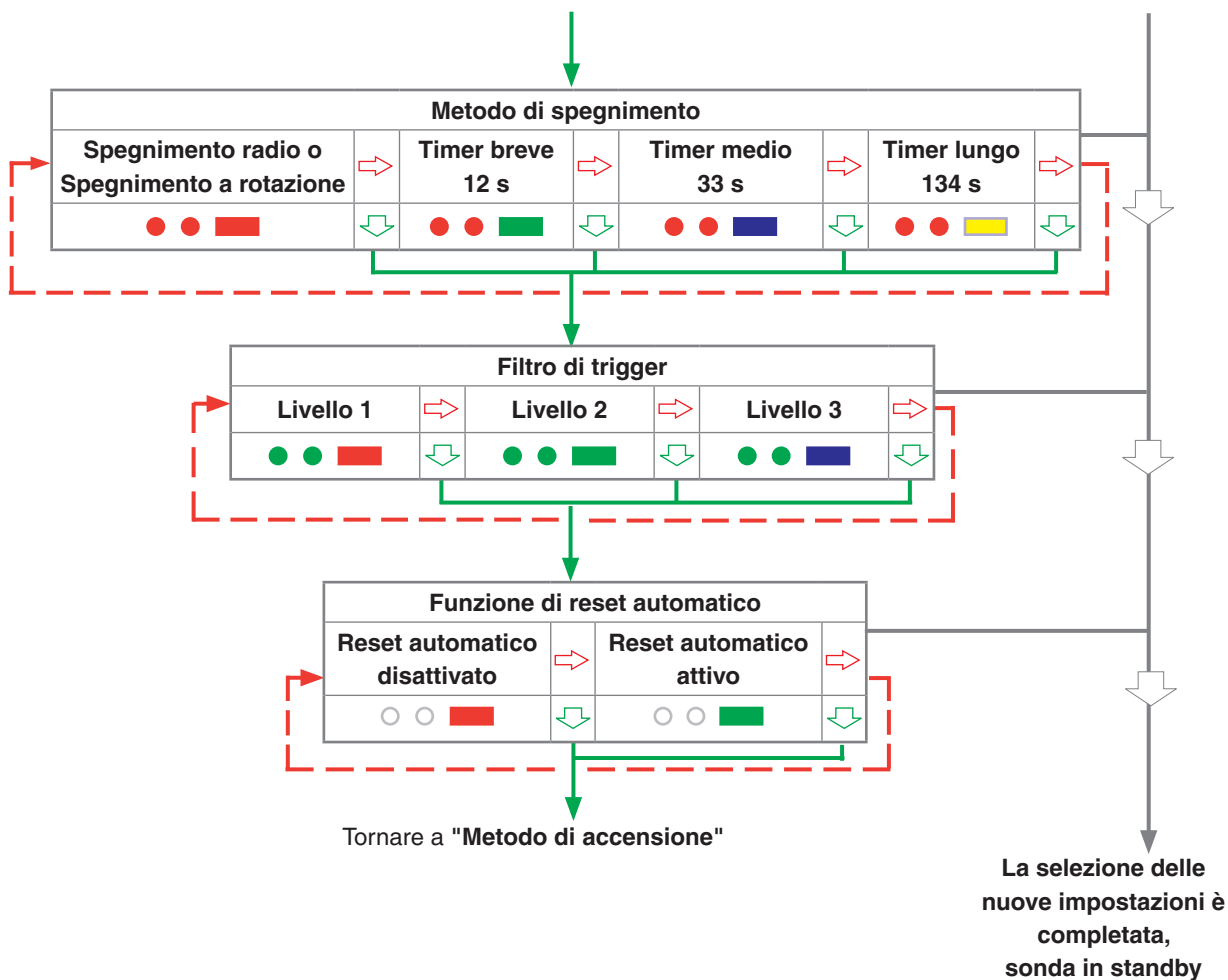 Metodo di spegnimento
Spegnimento radio o
Spegnimento a rotazione
Timer breve
12 s
Timer medio
33 s
Timer lungo
134 s
Filtro di trigger
Livello 1
Livello 2
Livello 3
Funzione di reset automatico
Reset automatico
disattivato
Reset automatico
attivo
Tornare a "Metodo di accensione"
La selezione delle
nuove impostazioni è
completata,
sonda in standby